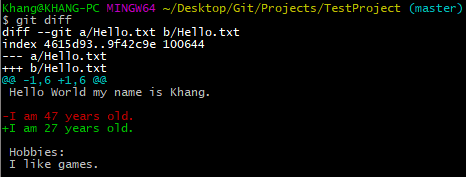 Khang@KHANG-PC MINGW64 ~/Desktop/Git/Projects/TestProject (master)
$ git diff
diff --git a/Hello.txt b/Hello.txt
index 4615d93..9f42c9e 100644
--- a/Hello.txt
+++ b/Hello.txt
@@ -1,6 +1,6 @@
 Hello World my name is Khang.

-I am 47 years old.
+I am 27 years old.

 Hobbies:
 I like games.